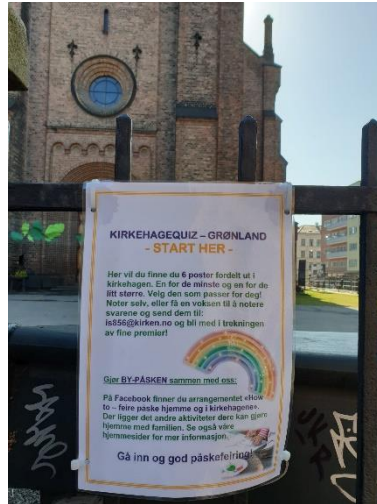 KIRKEHAGEQUIZ – GRØNLAND
- START HER -
Her vil du finne du 6 poster fordelt ut i
kirkehagen. En for de minste og en for de
litt større. Velg den som passer for deg!
Noter selv, eller få en voksen til å notere
svarene og send dem til:
is856@kirken.no og bli med i trekningen
av fine premier!
Gjør BY-PÅSKEN sammen med oss:
På Facebook finner du arrangementet «How
to – feire påske hjemme og i kirkehagen».
Der ligger det andre aktiviteter dere kan gjøre
hjemme med familien. Se også våre
hjemmesider for mer informasjon.
Gå inn og god påskefeiring!